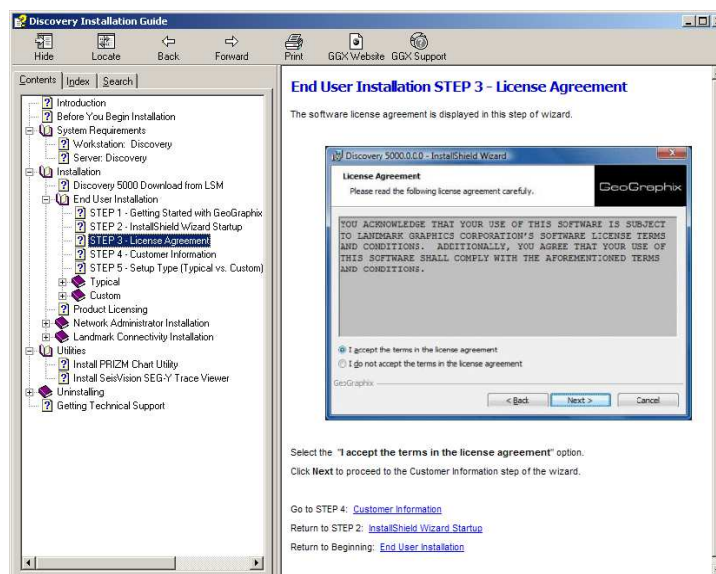 Discovery Installation Guide
Hide Locate Back Forward Print GGX Website GGX Support
Contents Index Search
Introduction
Before You Begin Installation
System Requirements
Workstation: Discovery
Server: Discovery
Installation
Discovery 5000 Download from LSM
End User Installation
STEP 1 - Getting Started with GeoGraphix
STEP 2 - InstallShield Wizard Startup
STEP 3 - License Agreement
STEP 4 - Customer Information
STEP 5 - Setup Type (Typical vs. Custom)
Typical
Custom
Product Licensing
Network Administrator Installation
Landmark Connectivity Installation
Utilities
Install PRIZM Chart Utility
Install SeisVision SEG-Y Trace Viewer
Uninstalling
Getting Technical Support
End User Installation STEP 3 - License Agreement
The software license agreement is displayed in this step of wizard.
Discovery 5000.0.C.0 - InstallShield Wizard
License Agreement
Please read the following license agreement carefully.
GeoGraphix
YOU ACKNOWLEDGE THAT YOUR USE OF THIS SOFTWARE IS SUBJECT
TO LANDMARK GRAPHICS CORPORATION'S SOFTWARE LICENSE TERMS
AND CONDITIONS. ADDITIONALLY, YOU AGREE THAT YOUR USE OF
THIS SOFTWARE SHALL COMPLY WITH THE AFOREMENTIONED TERMS
AND CONDITIONS.
I accept the terms in the license agreement
I do not accept the terms in the license agreement
GeoGraphix
< Back Next > Cancel
Select the "I accept the terms in the license agreement" option.
Click Next to proceed to the Customer Information step of the wizard.
Go to STEP 4: Customer Information
Return to STEP 2: InstallShield Wizard Startup
Return to Beginning: End User Installation